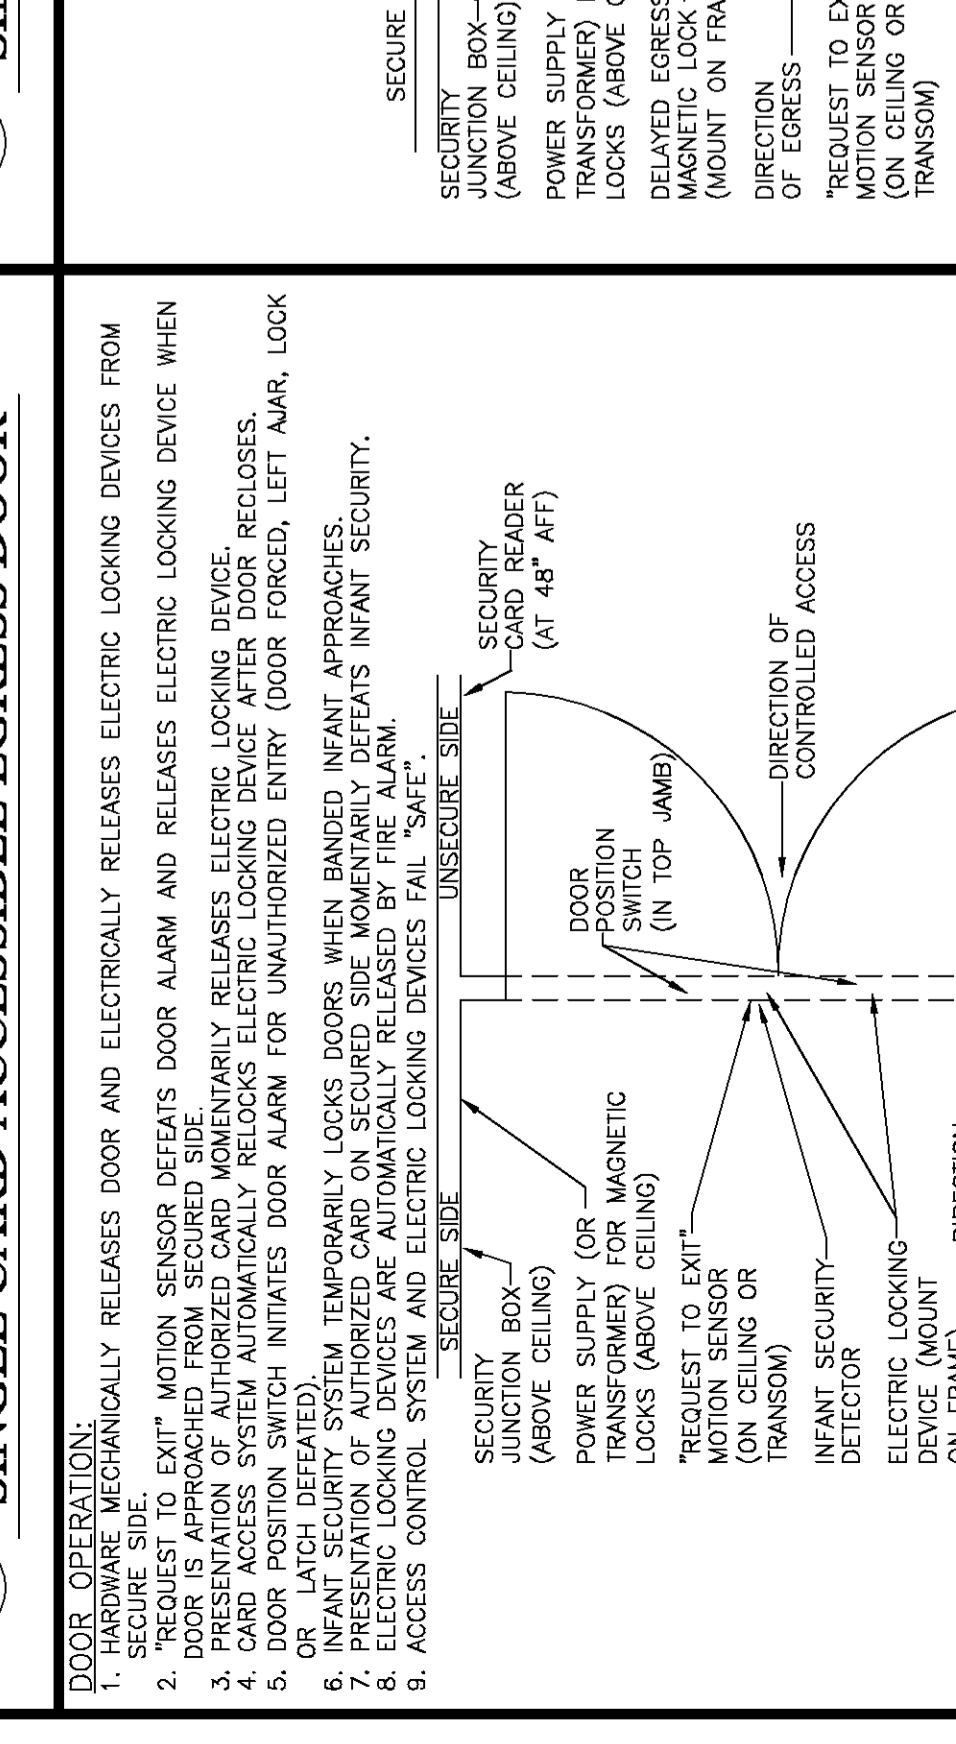 DOOR OPERATION:
1. HARDWARE MECHANICALLY RELEASES DOOR AND ELECTRICALLY RELEASES ELECTRIC LOCKING DEVICES FROM
SECURE SIDE.
2. "REQUEST TO EXIT" MOTION SENSOR DEFEATS DOOR ALARM AND RELEASES ELECTRIC LOCKING DEVICE WHEN
DOOR IS APPROACHED FROM SECURED SIDE.
3. PRESENTATION OF AUTHORIZED CARD MOMENTARILY RELEASES ELECTRIC LOCKING DEVICE.
4. CARD ACCESS SYSTEM AUTOMATICALLY RELOCKS ELECTRIC LOCKING DEVICE AFTER DOOR RECLOSES.
5. DOOR POSITION SWITCH INITIATES DOOR ALARM FOR UNAUTHORIZED ENTRY (DOOR FORCED, LEFT AJAR, LOCK
OR LATCH DEFEATED).
6. INFANT SECURITY SYSTEM TEMPORARILY LOCKS DOORS WHEN BANDED INFANT APPROACHES.
7. PRESENTATION OF AUTHORIZED CARD ON SECURED SIDE MOMENTARILY DEFEATS INFANT SECURITY.
8. ELECTRIC LOCKING DEVICES ARE AUTOMATICALLY RELEASED BY FIRE ALARM.
9. ACCESS CONTROL SYSTEM AND ELECTRIC LOCKING DEVICES FAIL "SAFE".
SECURE SIDE
UNSECURE SIDE
SECURITY
JUNCTION BOX
(ABOVE CEILING)
POWER SUPPLY (OR
TRANSFORMER) FOR MAGNETIC
LOCKS (ABOVE CEILING)
"REQUEST TO EXIT"
MOTION SENSOR
(ON CEILING OR
TRANSOM)
INFANT SECURITY
DETECTOR
ELECTRIC LOCKING
DEVICE (MOUNT
SECURITY
CARD READER
(AT 48" AFF)
DOOR
POSITION
SWITCH
(IN TOP JAMB)
DIRECTION OF
CONTROLLED ACCESS
SECURE
SECURITY
JUNCTION BOX
(ABOVE CEILING)
POWER SUPPLY
TRANSFORMER)
LOCKS (ABOVE
DELAYED EGRESS
MAGNETIC LOCK
(MOUNT ON
DIRECTION
OF EGRESS
"REQUEST TO
MOTION SENSOR
(ON CEILING OR
TRANSOM)